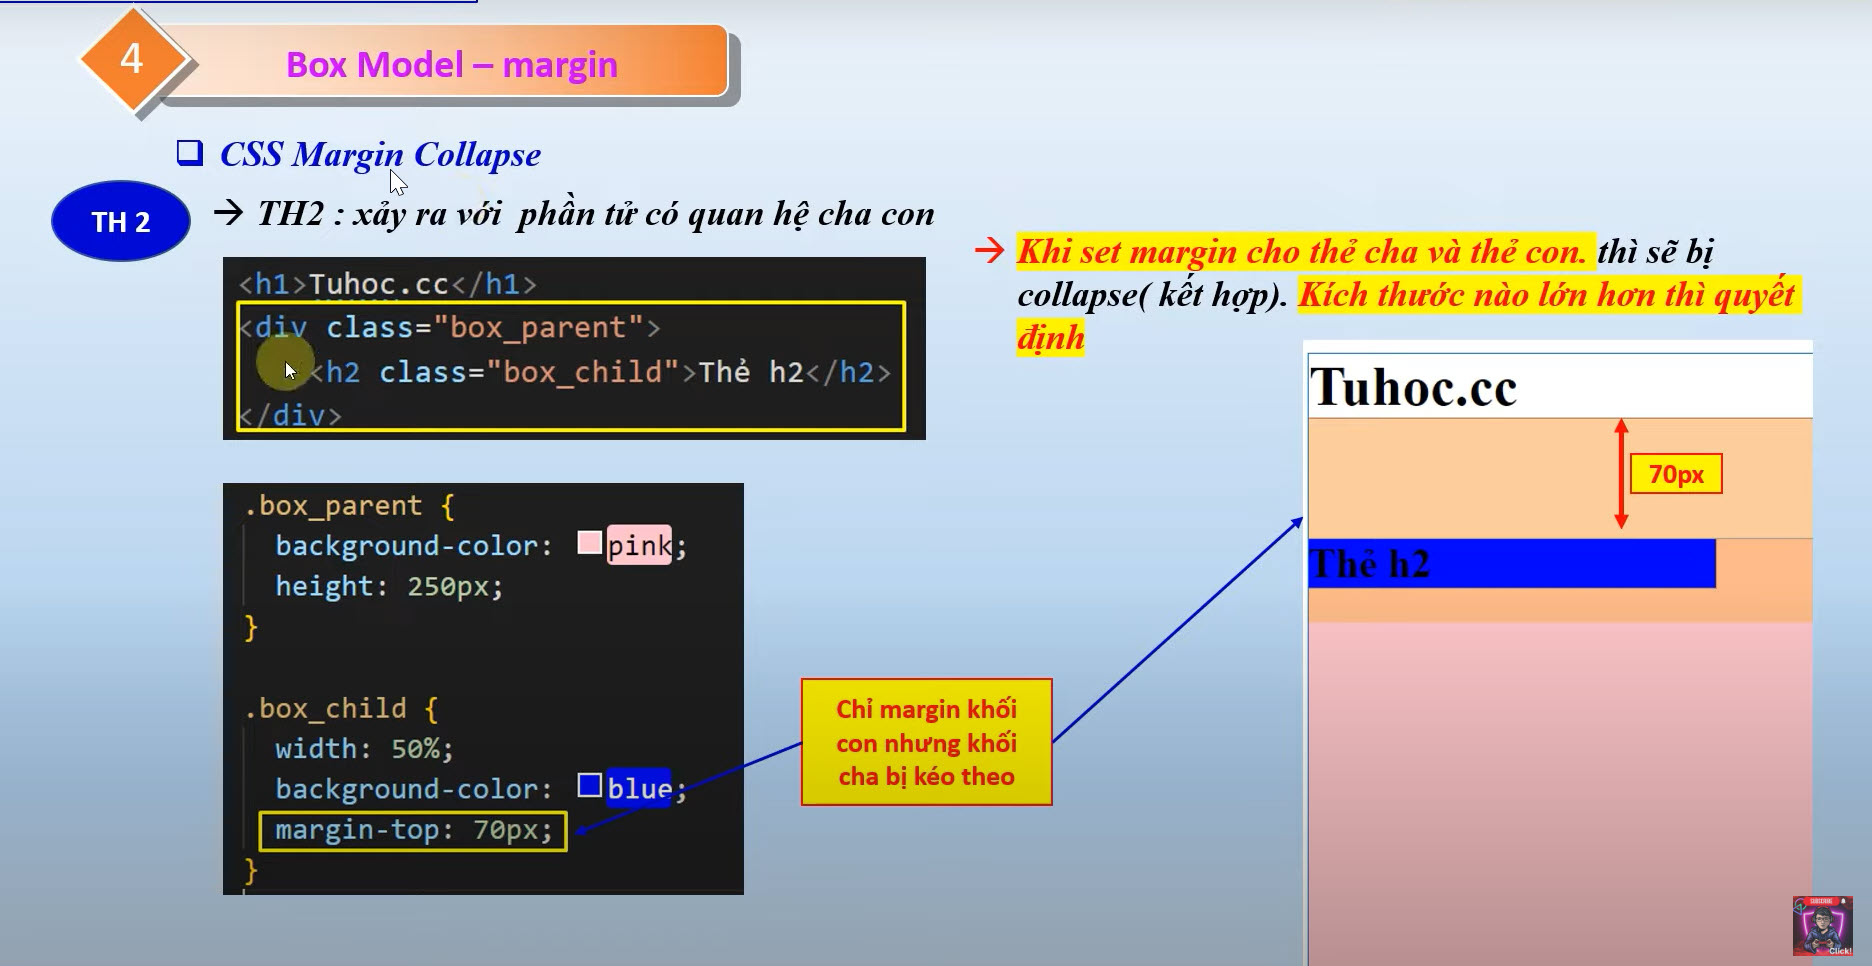 4
Box Model – margin
CSS Margin Collapse
TH 2
→ TH2 : xảy ra với phần tử có quan hệ cha con
<h1>Tuhoc.cc</h1>
<div class="box_parent">
<h2 class="box_child">Thẻ h2</h2>
</div>
→ Khi set margin cho thẻ cha và thẻ con. thì sẽ bị
collapse( kết hợp). Kích thước nào lớn hơn thì quyết
định
.box_parent {
background-color: pink;
height: 250px;
}
.box_child {
width: 50%;
background-color: blue;
margin-top: 70px;
}
Chỉ margin khối
con nhưng khối
cha bị kéo theo
Tuhoc.cc
70px
Thẻ h2
SUBSCRIBE
Click!